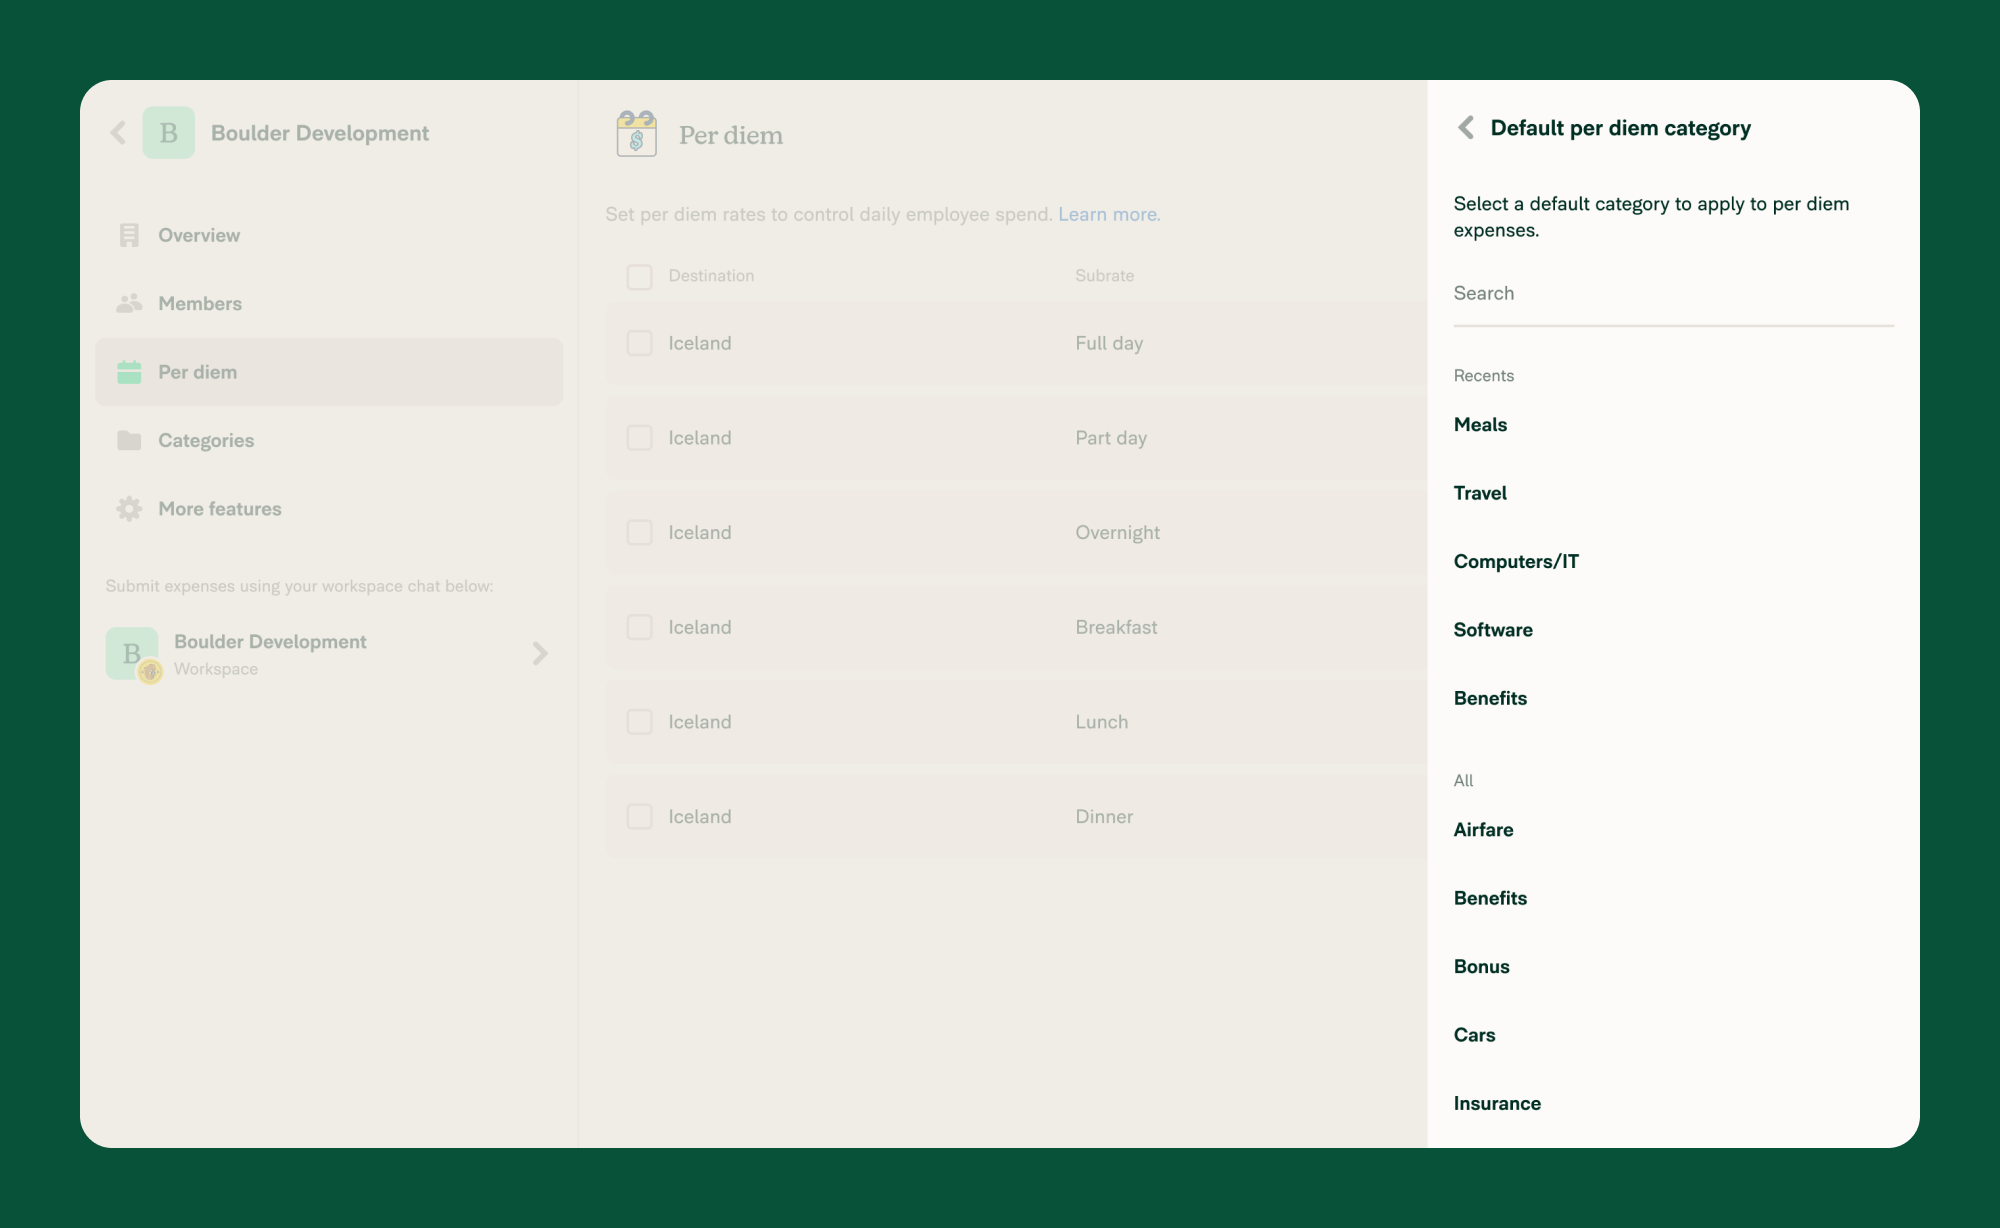 B
Boulder Development
Overview
Members
Per diem
Categories
More features
Submit expenses using your workspace chat below:
B
Boulder Development
Workspace
$
Per diem
Set per diem rates to control daily employee spend. Learn more.
Destination Subrate
Iceland Full day
Iceland Part day
Iceland Overnight
Iceland Breakfast
Iceland Lunch
Iceland Dinner
Default per diem category
Select a default category to apply to per diem
expenses.
Search
Recents
Meals
Travel
Computers/IT
Software
Benefits
All
Airfare
Benefits
Bonus
Cars
Insurance